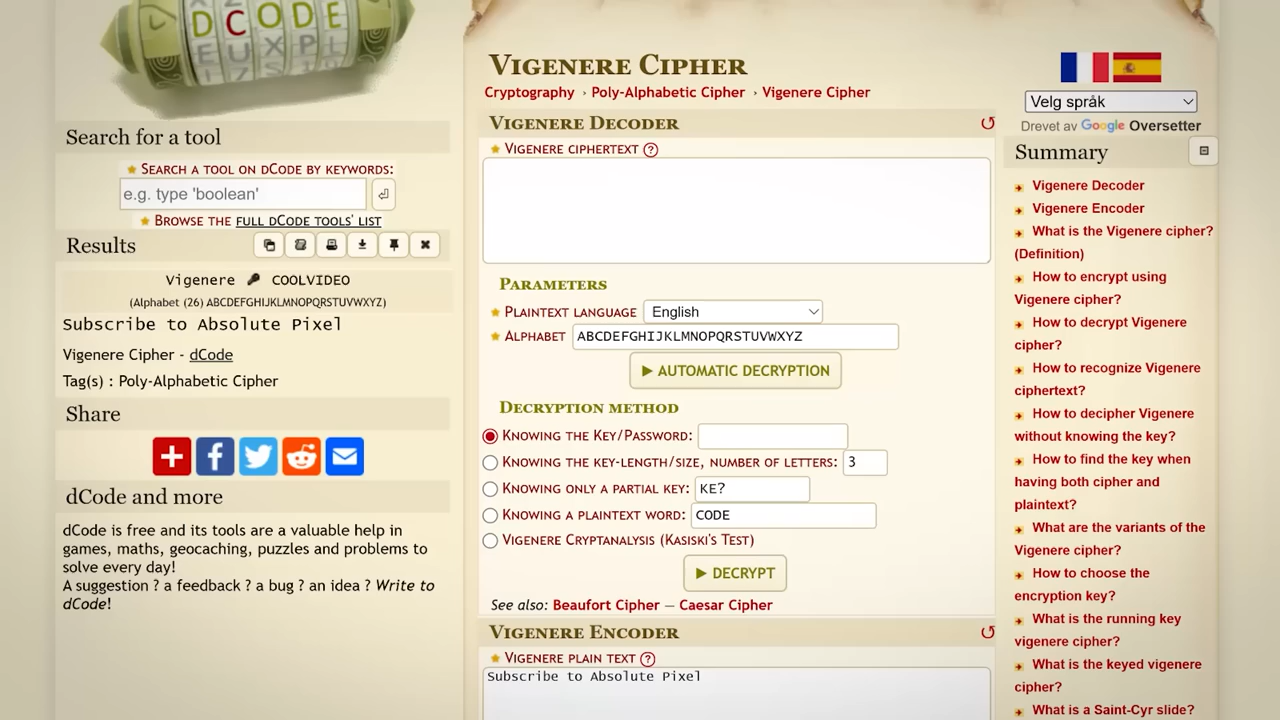 DCODE
Search for a tool
SEARCH A TOOL ON DCODE BY KEYWORDS:
e.g. type 'boolean'
BROWSE THE FULL DCODE TOOLS' LIST
Results
Vigenere COOLVIDEO
(Alphabet (26) ABCDEFGHIJKLMNOPQRSTUVWXYZ)
Subscribe to Absolute Pixel
Vigenere Cipher - dCode
Tag(s) : Poly-Alphabetic Cipher
Share
dCode and more
dCode is free and its tools are a valuable help in
games, maths, geocaching, puzzles and problems to
solve every day!
A suggestion ? a feedback ? a bug ? an idea ? Write to
dCode!
VIGENERE CIPHER
Cryptography › Poly-Alphabetic Cipher › Vigenere Cipher
VIGENERE DECODER
VIGENERE CIPHERTEXT ?
PARAMETERS
PLAINTEXT LANGUAGE English
ALPHABET ABCDEFGHIJKLMNOPQRSTUVWXYZ
▶ AUTOMATIC DECRYPTION
DECRYPTION METHOD
KNOWING THE KEY/PASSWORD:
KNOWING THE KEY-LENGTH/SIZE, NUMBER OF LETTERS: 3
KNOWING ONLY A PARTIAL KEY: KE?
KNOWING A PLAINTEXT WORD: CODE
VIGENERE CRYPTANALYSIS (KASISKI'S TEST)
▶ DECRYPT
See also: Beaufort Cipher — Caesar Cipher
VIGENERE ENCODER
VIGENERE PLAIN TEXT ?
Subscribe to Absolute Pixel
Velg språk
Drevet av Google Oversetter
Summary
Vigenere Decoder
Vigenere Encoder
What is the Vigenere cipher?
(Definition)
How to encrypt using
Vigenere cipher?
How to decrypt Vigenere
cipher?
How to recognize Vigenere
ciphertext?
How to decipher Vigenere
without knowing the key?
How to find the key when
having both cipher and
plaintext?
What are the variants of the
Vigenere cipher?
How to choose the
encryption key?
What is the running key
vigenere cipher?
What is the keyed vigenere
cipher?
What is a Saint-Cyr slide?